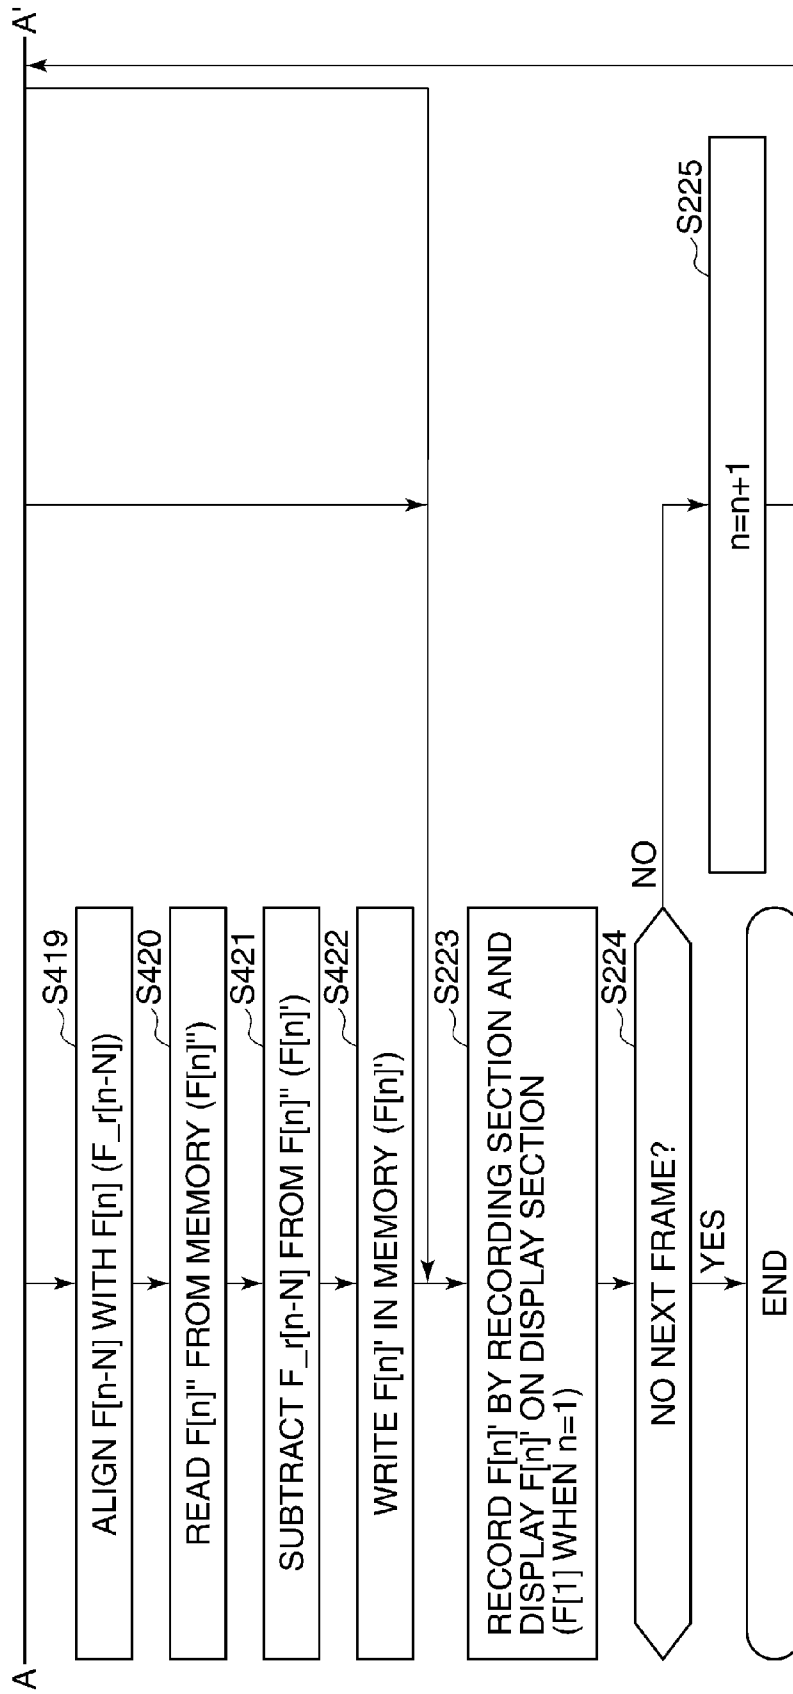 A
A'
S419
ALIGN F[n-N] WITH F[n] (F_r[n-N])
S420
READ F[n]'' FROM MEMORY (F[n]'')
S421
SUBTRACT F_r[n-N] FROM F[n]'' (F[n]')
S422
WRITE F[n]' IN MEMORY (F[n]')
S223
RECORD F[n]' BY RECORDING SECTION AND
DISPLAY F[n]' ON DISPLAY SECTION
(F[1] WHEN n=1)
S224
NO NEXT FRAME?
NO
YES
S225
n=n+1
END